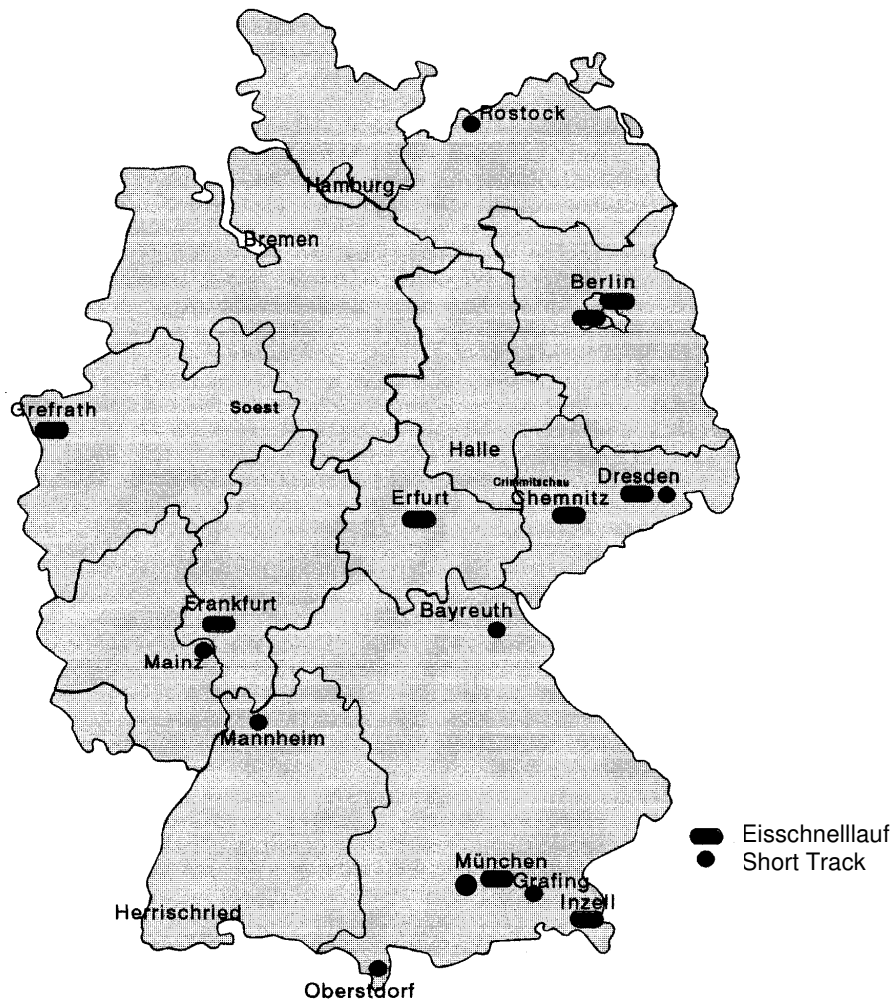 Rostock
Hamburg
Bremen
Berlin
Grefrath
Soest
Halle
Dresden
Crimmitschau
Erfurt
Chemnitz
Frankfurt
Bayreuth
Mainz
Mannheim
Eisschnelllauf
Short Track
München
Grafing
Inzell
Herrischried
Oberstdorf